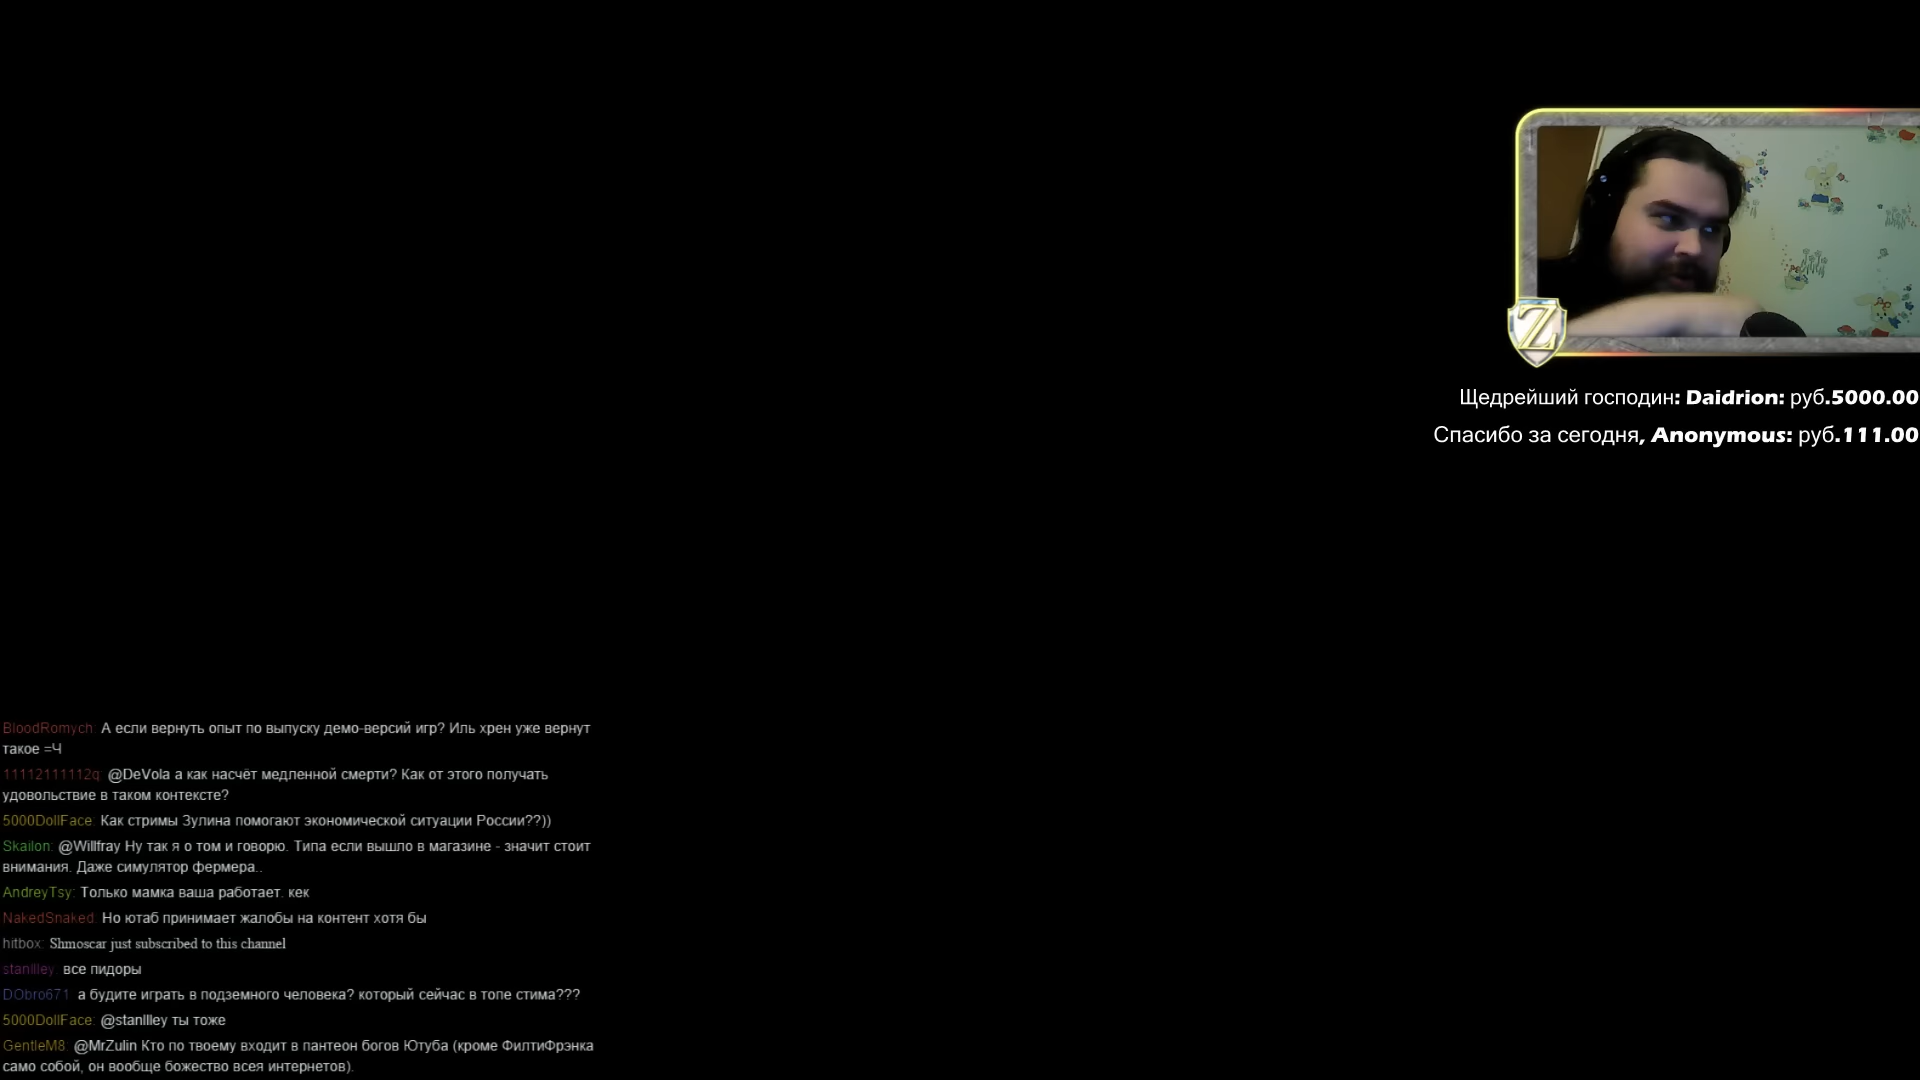 Z
Щедрейший господин: Daidrion: руб.5000.00
Спасибо за сегодня, Anonymous: руб.111.00
BloodRomych: А если вернуть опыт по выпуску демо-версий игр? Иль хрен уже вернут
такое =Ч
11112111112q: @DeVola а как насчёт медленной смерти? Как от этого получать
удовольствие в таком контексте?
5000DollFace: Как стримы Зулина помогают экономической ситуации России??))
Skailon: @Willfray Ну так я о том и говорю. Типа если вышло в магазине - значит стоит
внимания. Даже симулятор фермера..
AndreyTsy: Только мамка ваша работает. кек
NakedSnaked: Но ютаб принимает жалобы на контент хотя бы
hitbox: Shmoscar just subscribed to this channel
stanllley: все пидоры
DObro671: а будите играть в подземного человека? который сейчас в топе стима???
5000DollFace: @stanllley ты тоже
GentleM8: @MrZulin Кто по твоему входит в пантеон богов Ютуба (кроме ФилтиФрэнка
само собой, он вообще божество всея интернетов).